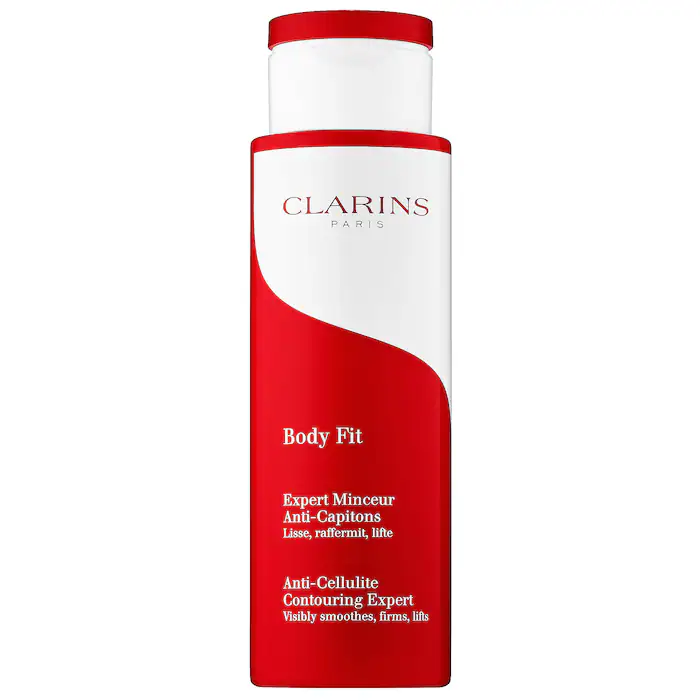 CLARINS
PARIS
Body Fit
Expert Minceur
Anti-Capitons
Lisse, raffermit, lifte
Anti-Cellulite
Contouring Expert
Visibly smoothes, firms, lifts